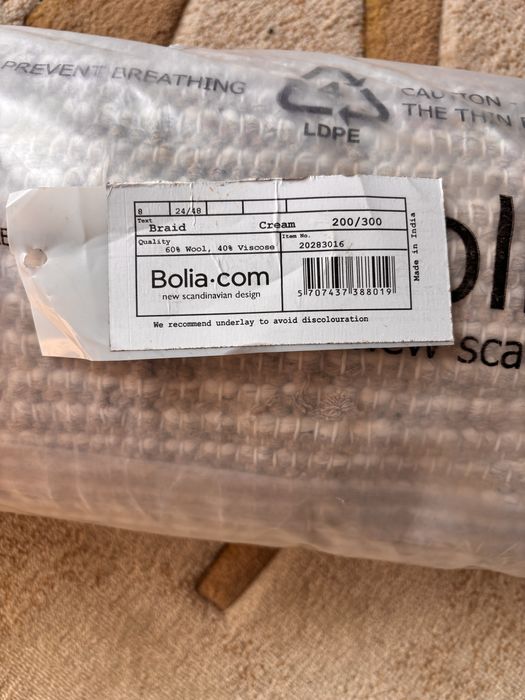 PREVENT BREATHING
4
LDPE
CAUTION
THE THIN
8 24/48
Text
Braid Cream 200/300
Quality
60% Wool, 40% Viscose
Item No.
20283016
Made in India
Bolia.com
new scandinavian design
5 707437 388019
We recommend underlay to avoid discolouration
ol
new sca